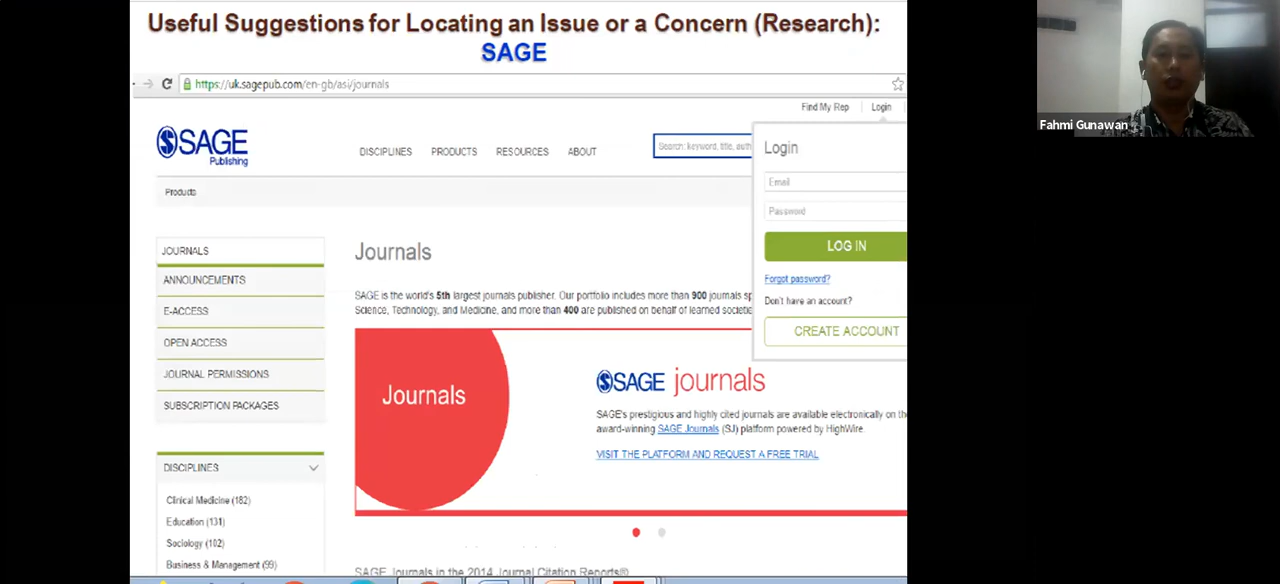 Useful Suggestions for Locating an Issue or a Concern (Research):
SAGE
https://uk.sagepub.com/en-gb/asi/journals
Find My Rep
Login
SAGE
Publishing
DISCIPLINES
PRODUCTS
RESOURCES
ABOUT
Search: keyword, title, auth
Login
Email
Password
LOG IN
Forgot password?
Don't have an account?
CREATE ACCOUNT
Products
JOURNALS
ANNOUNCEMENTS
E-ACCESS
OPEN ACCESS
JOURNAL PERMISSIONS
SUBSCRIPTION PACKAGES
DISCIPLINES
Clinical Medicine (182)
Education (131)
Sociology (102)
Business & Management (99)
Journals
SAGE is the world's 5th largest journals publisher. Our portfolio includes more than 900 journals sp
Science, Technology, and Medicine, and more than 400 are published on behalf of learned societie
Journals
SAGE journals
SAGE's prestigious and highly cited journals are available electronically on the
award-winning SAGE Journals (SJ) platform powered by HighWire.
VISIT THE PLATFORM AND REQUEST A FREE TRIAL
SAGE Journals in the 2014 Journal Citation Reports®
Fahmi Gunawan